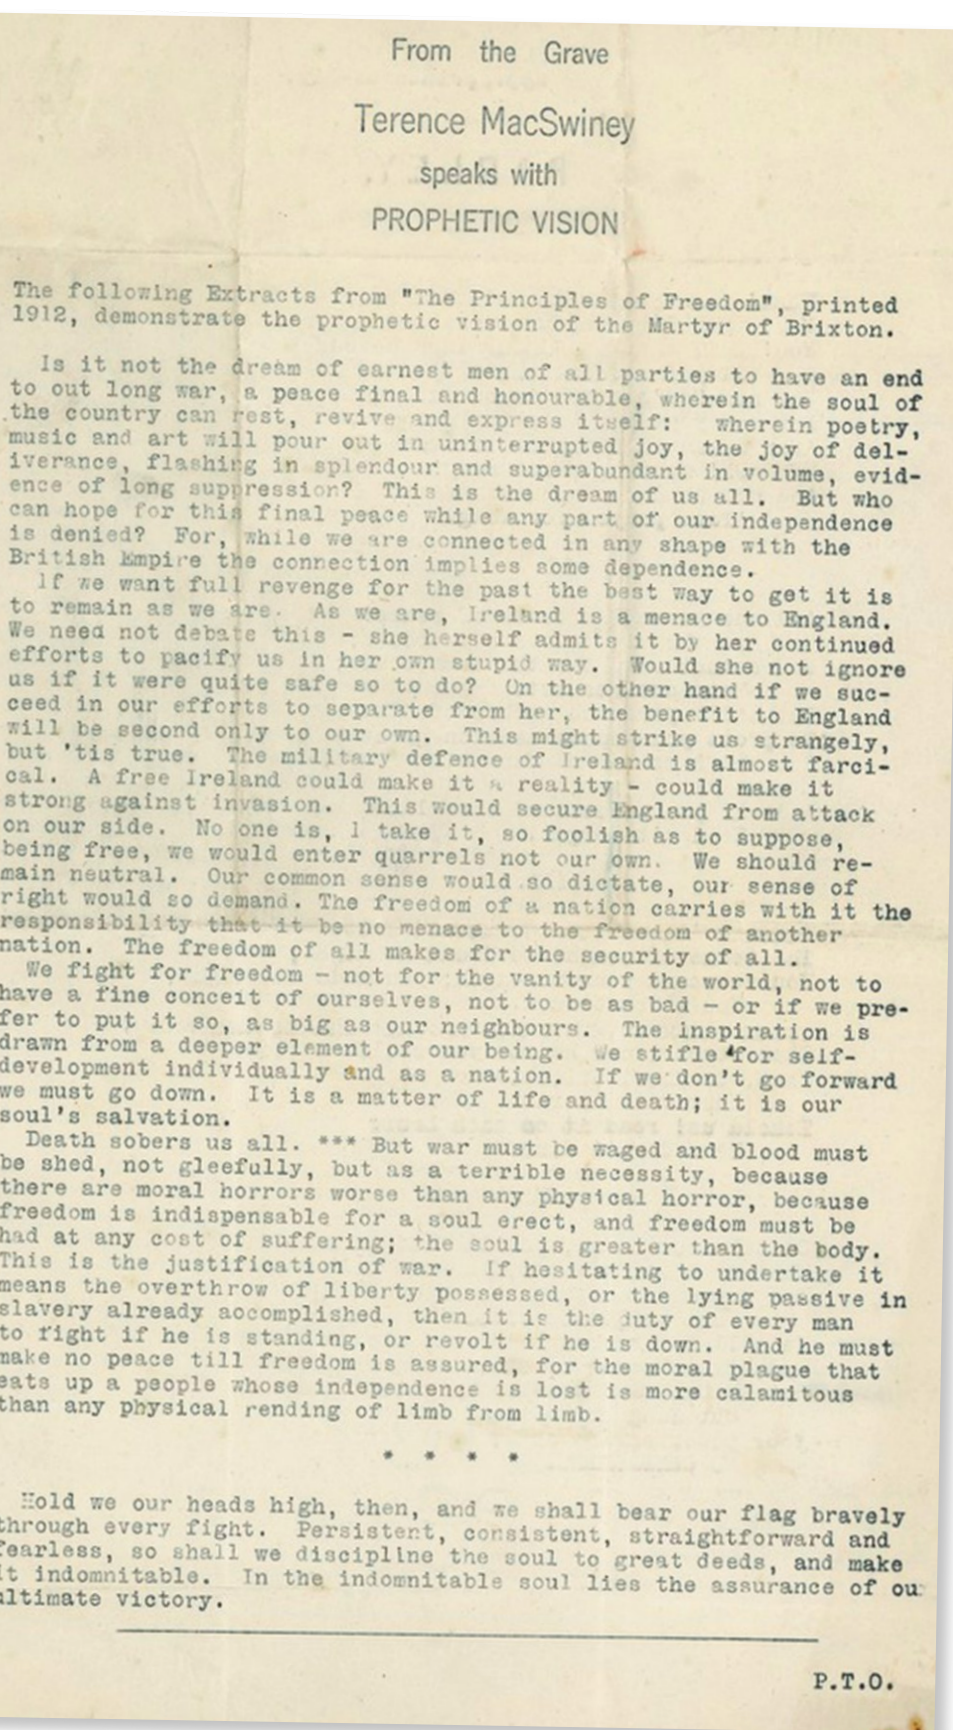 From the Grave
Terence MacSwiney
speaks with
PROPHETIC VISION
The following Extracts from "The Principles of Freedom", printed
1912, demonstrate the prophetic vision of the Martyr of Brixton.
Is it not the dream of earnest men of all parties to have an end
to out long war, a peace final and honourable, wherein the soul of
the country can rest, revive and express itself: wherein poetry,
music and art will pour out in uninterrupted joy, the joy of del-
iverance, flashing in splendour and superabundant in volume, evid-
ence of long suppression? This is the dream of us all. But who
can hope for this final peace while any part of our independence
is denied? For, while we are connected in any shape with the
British Empire the connection implies some dependence.
If we want full revenge for the past the best way to get it is
to remain as we are. As we are, Ireland is a menace to England.
We need not debate this - she herself admits it by her continued
efforts to pacify us in her own stupid way. Would she not ignore
us if it were quite safe so to do? On the other hand if we suc-
ceed in our efforts to separate from her, the benefit to England
will be second only to our own. This might strike us strangely,
but 'tis true. The military defence of Ireland is almost farci-
cal. A free Ireland could make it a reality - could make it
strong against invasion. This would secure England from attack
on our side. No one is, I take it, so foolish as to suppose,
being free, we would enter quarrels not our own. We should re-
main neutral. Our common sense would so dictate, our sense of
right would so demand. The freedom of a nation carries with it the
responsibility that it be no menace to the freedom of another
nation. The freedom of all makes for the security of all.
We fight for freedom - not for the vanity of the world, not to
have a fine conceit of ourselves, not to be as bad - or if we pre-
fer to put it so, as big as our neighbours. The inspiration is
drawn from a deeper element of our being. We stifle for self-
development individually and as a nation. If we don't go forward
we must go down. It is a matter of life and death; it is our
soul's salvation.
Death sobers us all. *** But war must be waged and blood must
be shed, not gleefully, but as a terrible necessity, because
there are moral horrors worse than any physical horror, because
freedom is indispensable for a soul erect, and freedom must be
had at any cost of suffering; the soul is greater than the body.
This is the justification of war. If hesitating to undertake it
means the overthrow of liberty possessed, or the lying passive in
slavery already accomplished, then it is the duty of every man
to fight if he is standing, or revolt if he is down. And he must
make no peace till freedom is assured, for the moral plague that
eats up a people whose independence is lost is more calamitous
than any physical rending of limb from limb.
* * * *
Hold we our heads high, then, and we shall bear our flag bravely
through every fight. Persistent, consistent, straightforward and
fearless, so shall we discipline the soul to great deeds, and make
it indomnitable. In the indomnitable soul lies the assurance of our
ultimate victory.
P.T.O.